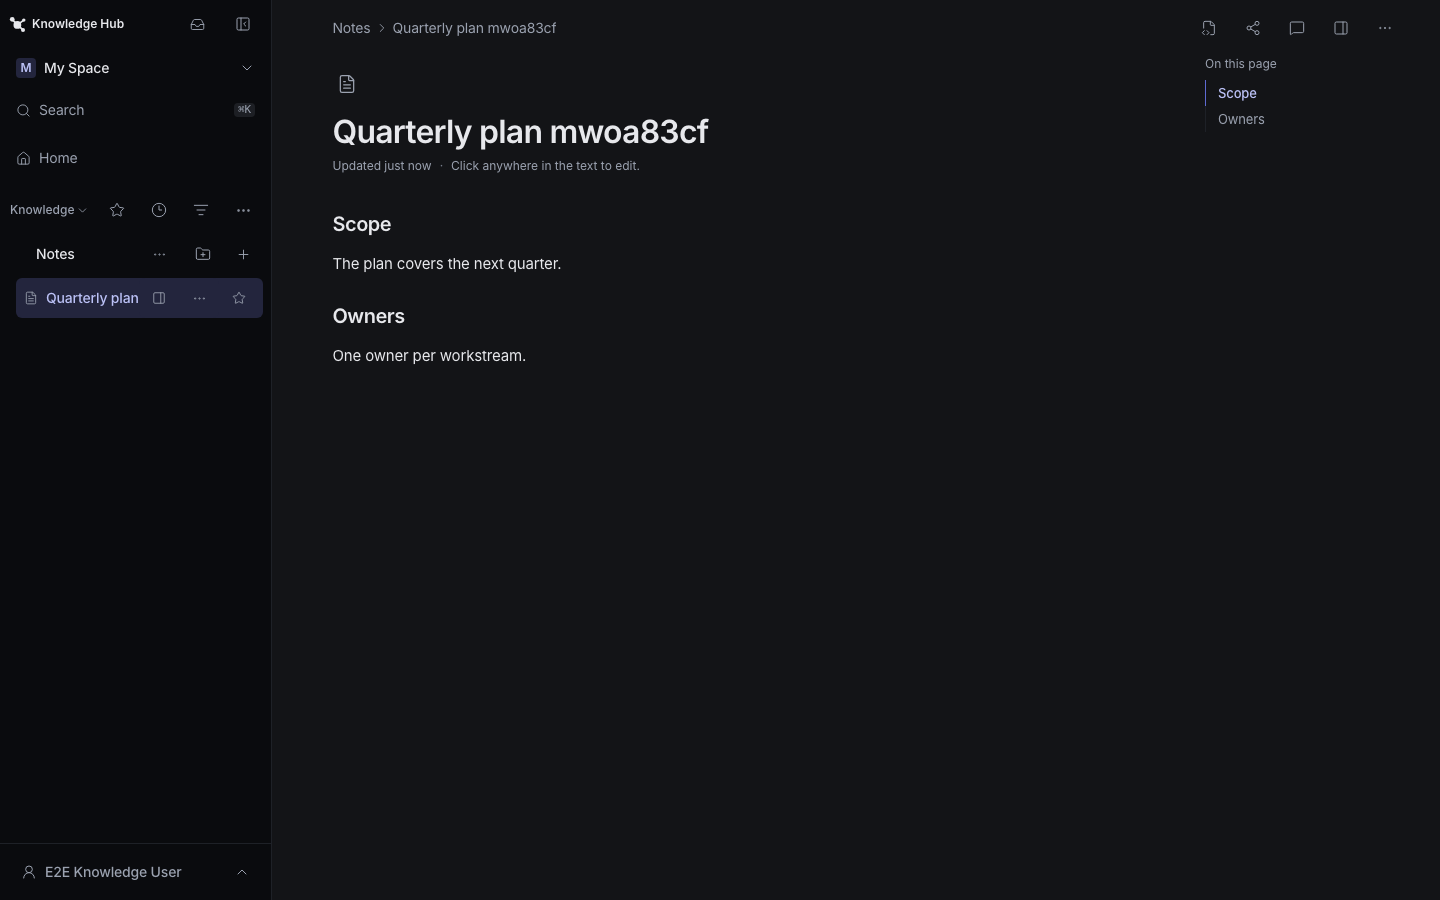 Knowledge Hub
M My Space
Search ⌘K
Home
Knowledge
Notes
Quarterly plan
E2E Knowledge User
Notes > Quarterly plan mwoa83cf
Quarterly plan mwoa83cf
Updated just now · Click anywhere in the text to edit.
Scope
The plan covers the next quarter.
Owners
One owner per workstream.
On this page
Scope
Owners